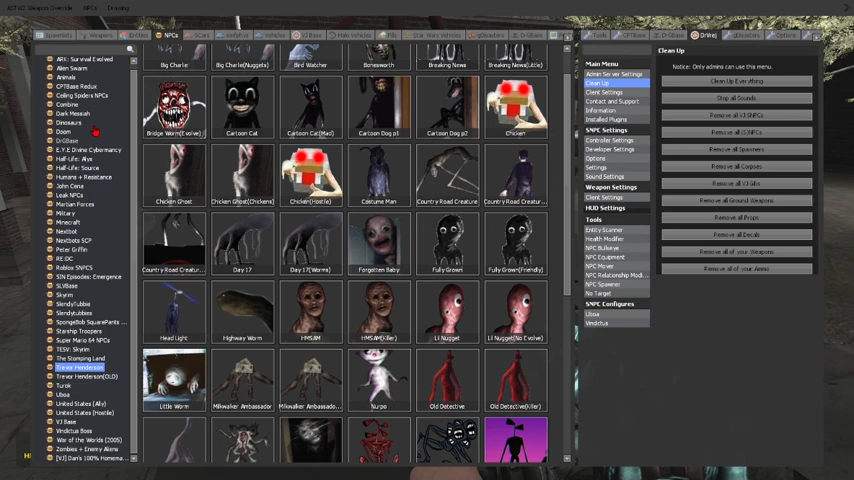 NPCs
Drawing
Spawnlists
Weapons
Entities
NPCs
Vehicles
Options
Star Wars Vehicles
Tools
DrVrej
ARK: Survival Evolved
Alien Swarm
Animals
CPTBase Redux
Ceiling Spiders NPCs
Combine
Dark Messiah
Dinosaurs
Doom
DrGBase
E.Y.E Divine Cybermancy
Half-Life: Alyx
Half-Life: Source
Humans + Resistance
John Cena
Leak NPCs
Martian Forces
Military
Minecraft
Nextbot
Nextbots SCP
Peter Griffin
RE DC
Roblox SNPCS
SIN Episodes: Emergence
SLVBase
Skyrim
SlendyTubbie
Slendytubbies
SpongeBob SquarePants ...
Starship Troopers
Super Mario 64 NPCs
TESV: Skyrim
The Stomping Land
Trevor Henderson
Trevor Henderson(OLD)
Turok
Uboa
United States (Ally)
United States (Hostile)
VJ Base
Vindictus Boss
War of the Worlds (2005)
Zombies + Enemy Aliens
[VJ] Dan's 100% Homema...
Big Charlie
Big Charlie(Nuggets)
Bird Watcher
Breaking News
Breaking News(Little)
Bridge Worm(Evolve)
Cartoon Cat
Cartoon Cat(Mad)
Cartoon Dog p1
Cartoon Dog p2
Chicken
Chicken Ghost
Chicken Ghost(Chickens)
Chicken(Hostile)
Costume Man
Country Road Creature
Country Road Creatur...
Country Road Creatur...
Day 17
Day 17(Worms)
Forgotten Baby
Fully Grown
Fully Grown(Friendly)
Head Light
Highway Worm
HMSAM
HMSAM(Killer)
Lil Nugget
Lil Nugget(No Evolve)
Little Worm
Milkwalker Ambassador
Milkwalker Ambassado...
Nurpo
Old Detective
Old Detective(Killer)
Main Menu
Admin Server Settings
Clean Up
Client Settings
Contact and Support
Information
Installed Plugins
SNPC Settings
Controller Settings
Developer Settings
Options
Settings
Sound Settings
Weapon Settings
Client Settings
HUD Settings
Tools
Entity Scanner
Health Modifier
NPC Bullseye
NPC Equipment
NPC Mover
NPC Relationship Modi...
NPC Spawner
No Target
SNPC Configures
Uboa
Vindictus
Clean Up
Notice: Only admins can use this menu.
Clean Up Everything
Stop all Sounds
Remove all VJ SNPCs
Remove all (S)NPCs
Remove all Spawners
Remove all Corpses
Remove all VJ Gibs
Remove all Ground Weapons
Remove all Props
Remove all Decals
Remove all of your Weapons
Remove all of your Ammo